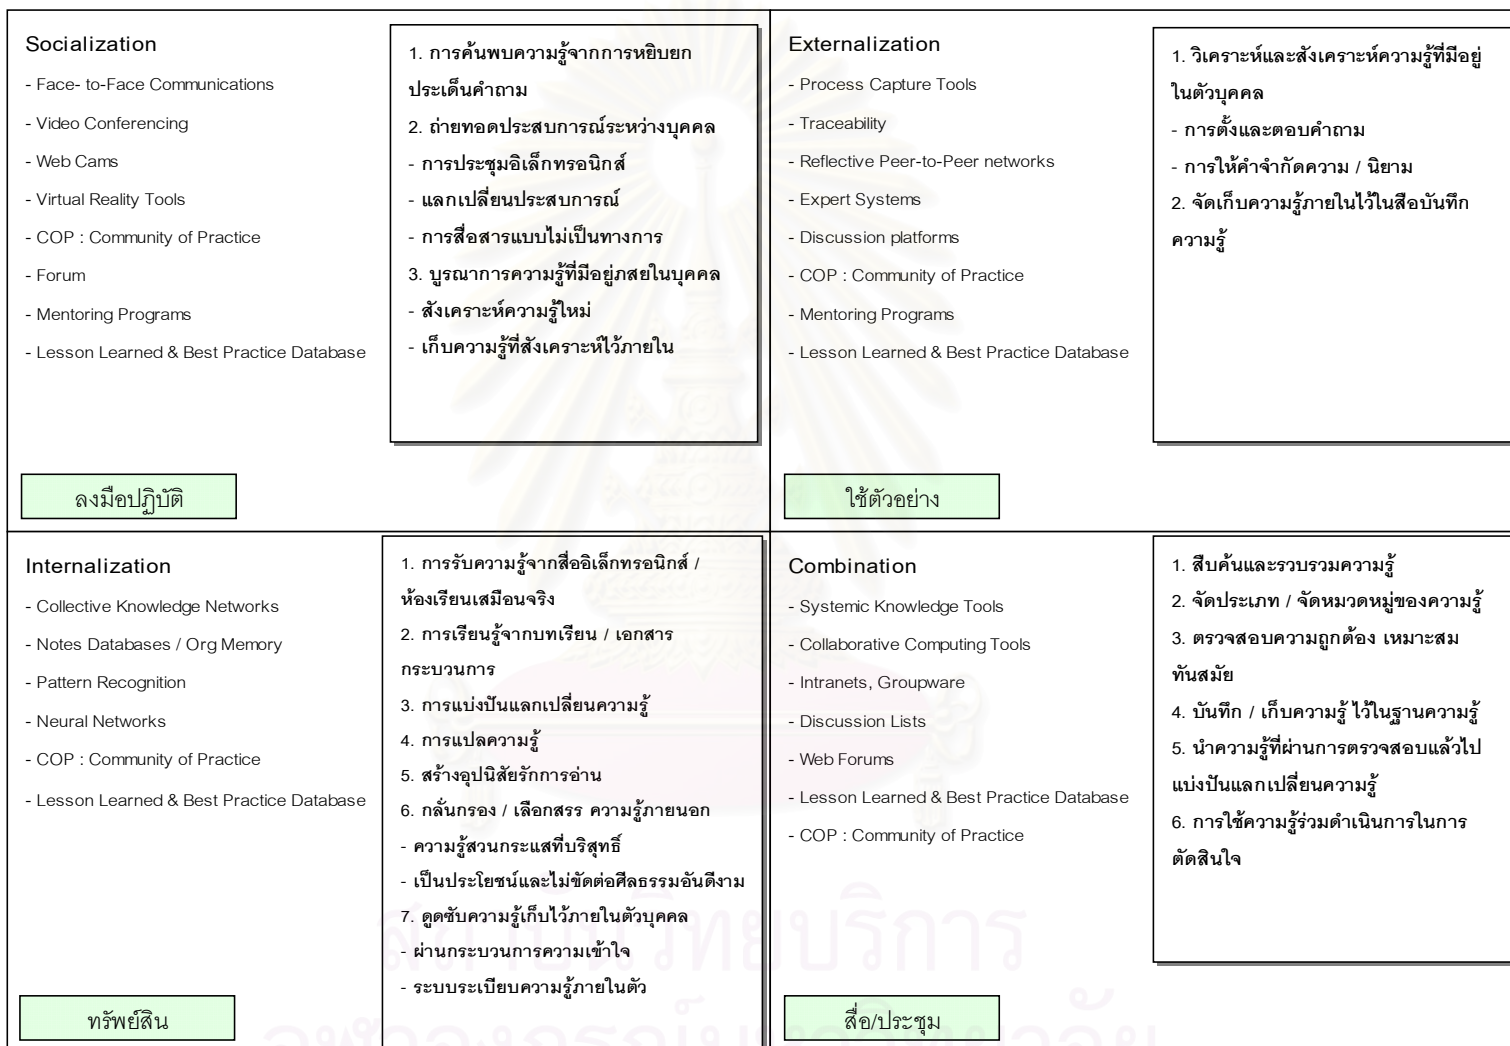 Socialization
- Face- to-Face Communications
- Video Conferencing
- Web Cams
- Virtual Reality Tools
- COP : Community of Practice
- Forum
- Mentoring Programs
- Lesson Learned & Best Practice Database
1. การค้นพบความรู้จากการหยิบยก
ประเด็นคำถาม
2. ถ่ายทอดประสบการณ์ระหว่างบุคคล
- การประชุมอิเล็กทรอนิกส์
- แลกเปลี่ยนประสบการณ์
- การสื่อสารแบบไม่เป็นทางการ
3. บูรณาการความรู้ที่มีอยู่ภสยในบุคคล
- สังเคราะห์ความรู้ใหม่
- เก็บความรู้ที่สังเคราะห์ไว้ภายใน
ลงมือปฏิบัติ
Externalization
- Process Capture Tools
- Traceability
- Reflective Peer-to-Peer networks
- Expert Systems
- Discussion platforms
- COP : Community of Practice
- Mentoring Programs
- Lesson Learned & Best Practice Database
1. วิเคราะห์และสังเคราะห์ความรู้ที่มีอยู่
ในตัวบุคคล
- การตั้งและตอบคำถาม
- การให้คำจำกัดความ / นิยาม
2. จัดเก็บความรู้ภายในไว้ในสือบันทึก
ความรู้
ใช้ตัวอย่าง
Internalization
- Collective Knowledge Networks
- Notes Databases / Org Memory
- Pattern Recognition
- Neural Networks
- COP : Community of Practice
- Lesson Learned & Best Practice Database
1. การรับความรู้จากสื่ออิเล็กทรอนิกส์ /
ห้องเรียนเสมือนจริง
2. การเรียนรู้จากบทเรียน / เอกสาร
กระบวนการ
3. การแบ่งปันแลกเปลี่ยนความรู้
4. การแปลความรู้
5. สร้างอุปนิสัยรักการอ่าน
6. กลั่นกรอง / เลือกสรร ความรู้ภายนอก
- ความรู้สวนกระแสที่บริสุทธิ์
- เป็นประโยชน์และไม่ขัดต่อศีลธรรมอันดีงาม
7. ดูดซับความรู้เก็บไว้ภายในตัวบุคคล
- ผ่านกระบวนการความเข้าใจ
- ระบบระเบียบความรู้ภายในตัว
ทรัพย์สิน
Combination
- Systemic Knowledge Tools
- Collaborative Computing Tools
- Intranets, Groupware
- Discussion Lists
- Web Forums
- Lesson Learned & Best Practice Database
- COP : Community of Practice
1. สืบค้นและรวบรวมความรู้
2. จัดประเภท / จัดหมวดหมู่ของความรู้
3. ตรวจสอบความถูกต้อง เหมาะสม
ทันสมัย
4. บันทึก / เก็บความรู้ ไว้ในฐานความรู้
5. นำความรู้ที่ผ่านการตรวจสอบแล้วไป
แบ่งปันแลกเปลี่ยนความรู้
6. การใช้ความรู้ร่วมดำเนินการในการ
ตัดสินใจ
สื่อ/ประชุม
สถาบันวิทยบริการ
จุฬาลงกรณ์มหาวิทยาลัย